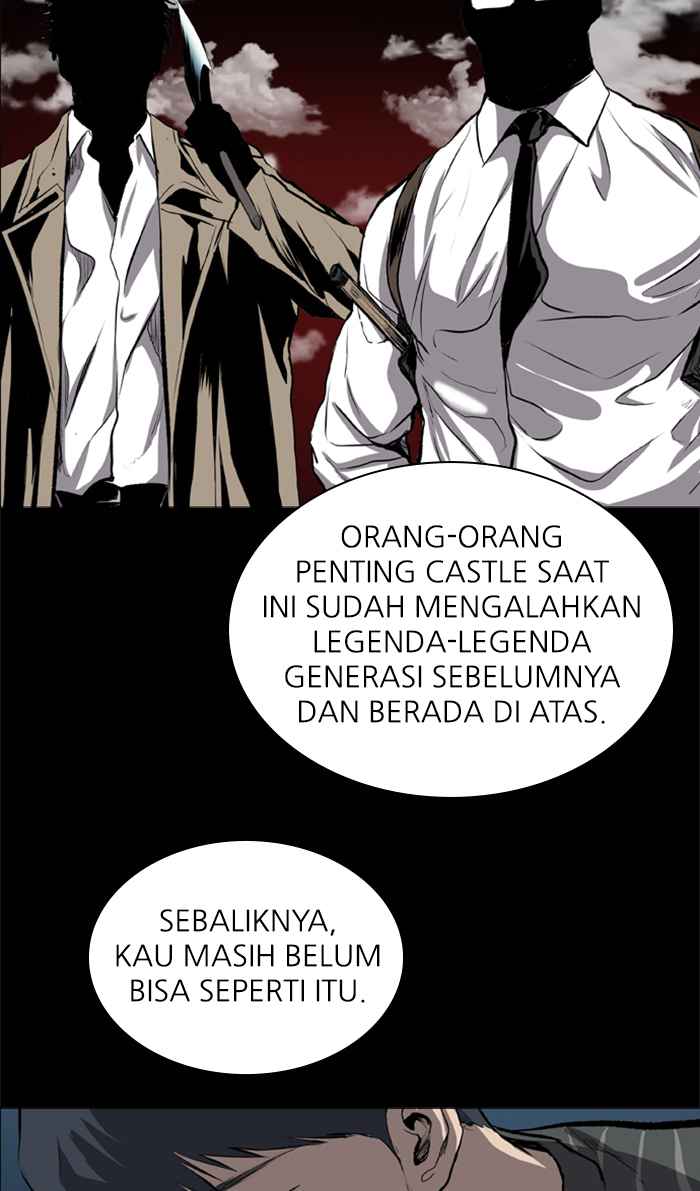 ORANG-ORANG
PENTING CASTLE SAAT
INI SUDAH MENGALAHKAN
LEGENDA-LEGENDA
GENERASI SEBELUMNYA
DAN BERADA DI ATAS.
SEBALIKNYA,
KAU MASIH BELUM
BISA SEPERTI ITU.